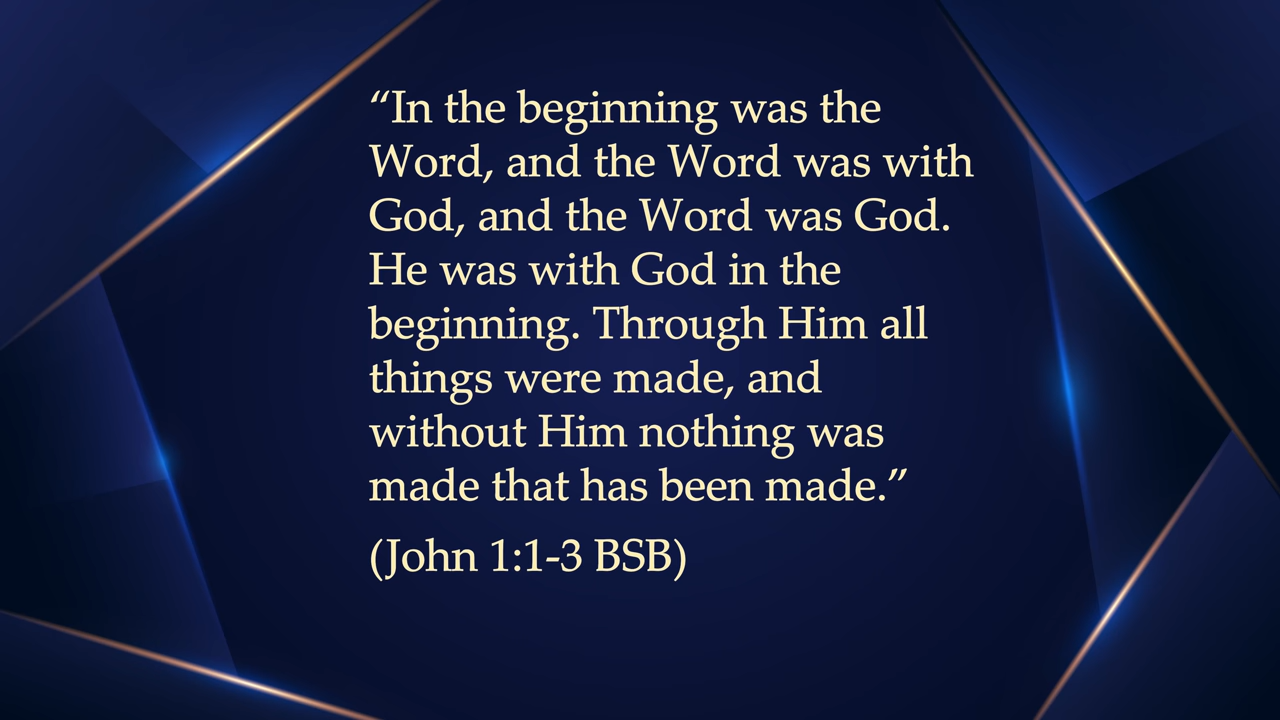 “In the beginning was the
Word, and the Word was with
God, and the Word was God.
He was with God in the
beginning. Through Him all
things were made, and
without Him nothing was
made that has been made.”
(John 1:1-3 BSB)